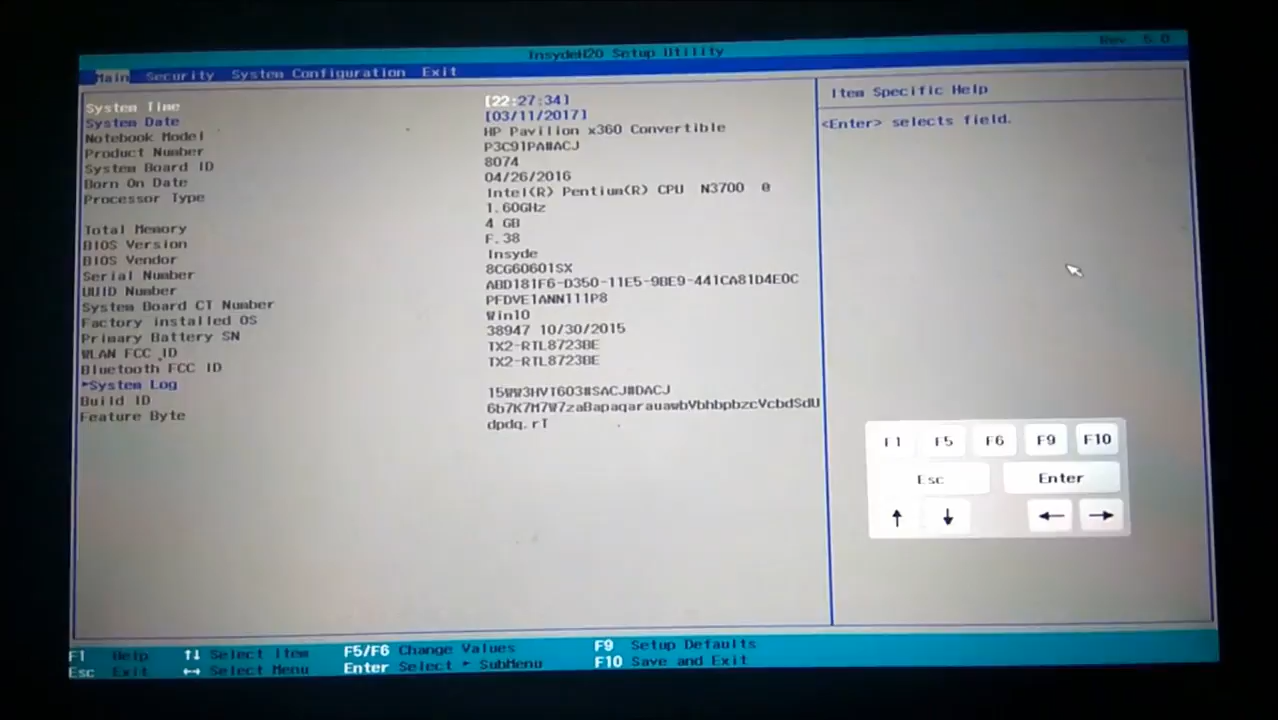 InsydeH20 Setup Utility
Rev. 5.0
Main Security System Configuration Exit
System Time [22:27:34]
System Date [03/11/2017]
Notebook Model HP Pavilion x360 Convertible
Product Number P3C91PA#ACJ
System Board ID 8074
Born On Date 04/26/2016
Processor Type Intel(R) Pentium(R) CPU N3700 @
1.60GHz
Total Memory 4 GB
BIOS Version F.38
BIOS Vendor Insyde
Serial Number 8CG60601SX
UUID Number ABD181F6-D350-11E5-9BE9-441CA81D4E0C
System Board CT Number PFDVE1ANN111P8
Factory installed OS Win10
Primary Battery SN 38947 10/30/2015
WLAN FCC ID TX2-RTL8723BE
Bluetooth FCC ID TX2-RTL8723BE
►System Log
Build ID 15WW3HVT603#SACJ#DACJ
Feature Byte 6b7K7M7W7zaBapaqarauawbVbhbpbzcVcbdSdU
dpdq.rT
Item Specific Help
<Enter> selects field.
F1 F5 F6 F9 F10
Esc Enter
↑ ↓ ← →
F1 Help ↑↓ Select Item F5/F6 Change Values F9 Setup Defaults
Esc Exit ↔ Select Menu Enter Select ► SubMenu F10 Save and Exit